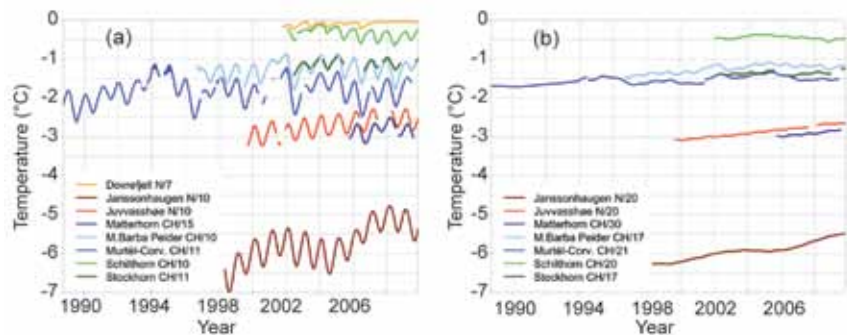 (a)
Temperature (°C)
0
-1
-2
-3
-4
-5
-6
-7
Dovrefjell N/7
Janssonhaugen N/10
Juvvasshøe N/10
Matterhorn CH/15
M.Barba Peider CH/10
Murtèl-Corv. CH/11
Schilthorn CH/10
Stockhorn CH/11
1990 1994 1998 2002 2006
Year
(b)
Temperature (°C)
0
-1
-2
-3
-4
-5
-6
-7
Janssonhaugen N/20
Juvvasshøe N/20
Matterhorn CH/30
M.Barba Peider CH/17
Murtèl-Corv. CH/21
Schilthorn CH/20
Stockhorn CH/17
1990 1994 1998 2002 2006
Year